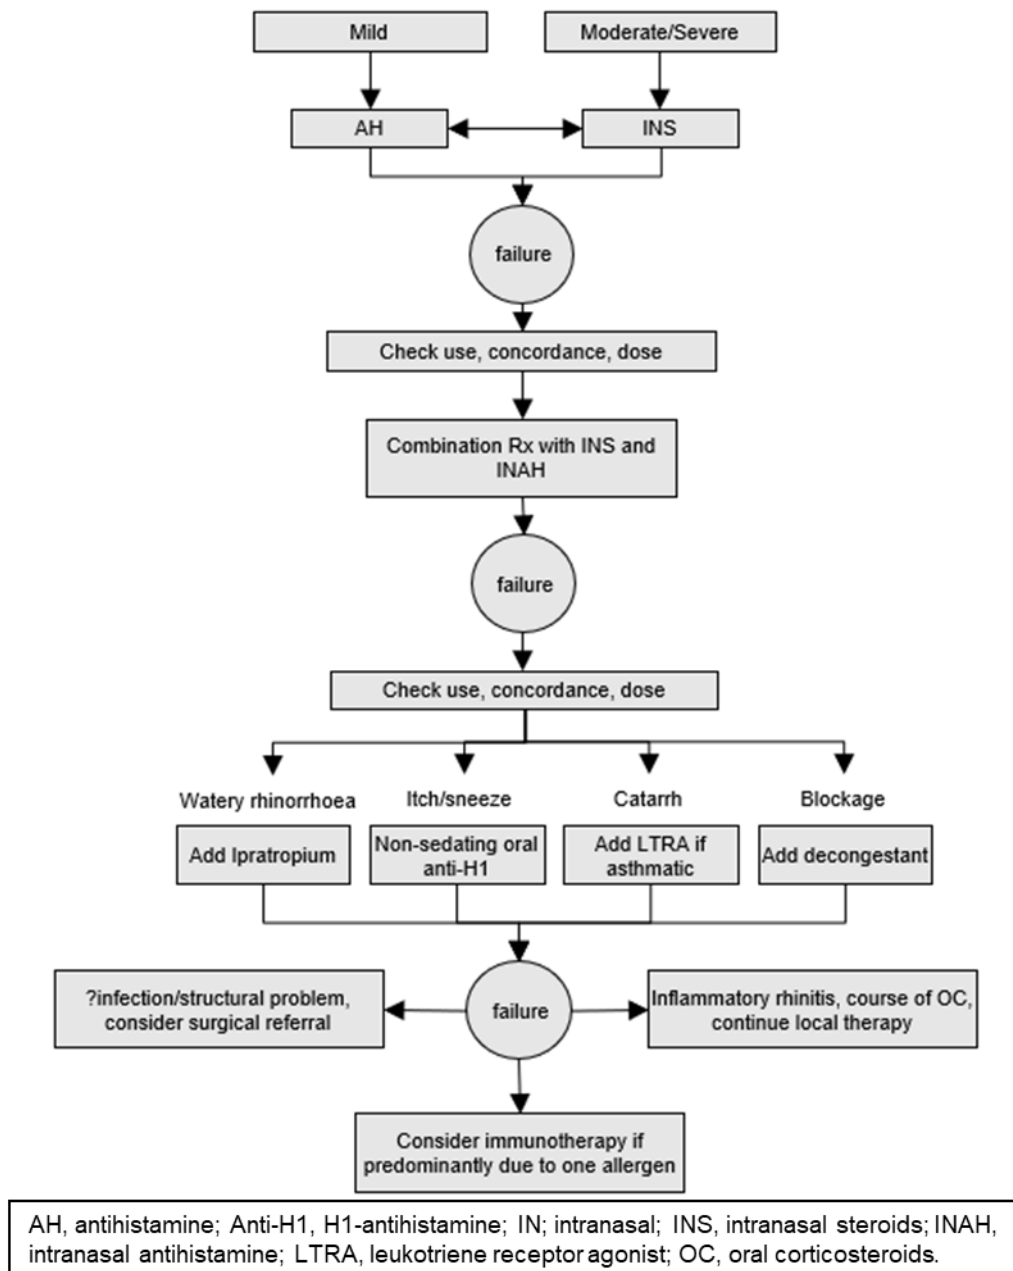 Mild
Moderate/Severe
AH
INS
failure
Check use, concordance, dose
Combination Rx with INS and
INAH
failure
Check use, concordance, dose
Watery rhinorrhoea
Itch/sneeze
Catarrh
Blockage
Add Ipratropium
Non-sedating oral
anti-H1
Add LTRA if
asthmatic
Add decongestant
?infection/structural problem,
consider surgical referral
failure
Inflammatory rhinitis, course of OC,
continue local therapy
Consider immunotherapy if
predominantly due to one allergen
AH, antihistamine; Anti-H1, H1-antihistamine; IN; intranasal; INS, intranasal steroids; INAH,
intranasal antihistamine; LTRA, leukotriene receptor agonist; OC, oral corticosteroids.